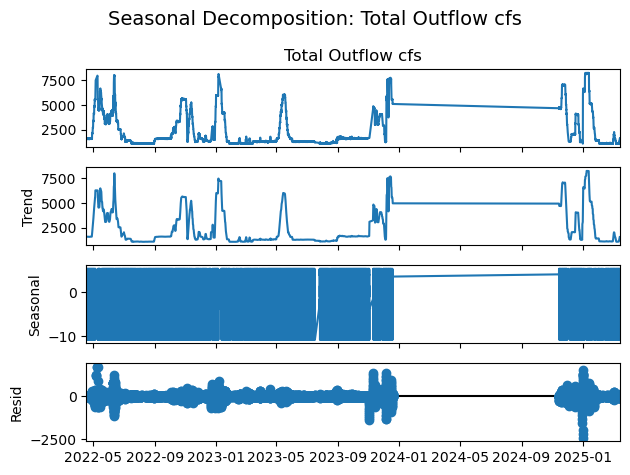 Seasonal Decomposition: Total Outflow cfs
Total Outflow cfs
7500
5000
2500
Trend
7500
5000
2500
Seasonal
0
−10
Resid
0
−2500
2022-05 2022-09 2023-01 2023-05 2023-09 2024-01 2024-05 2024-09 2025-01